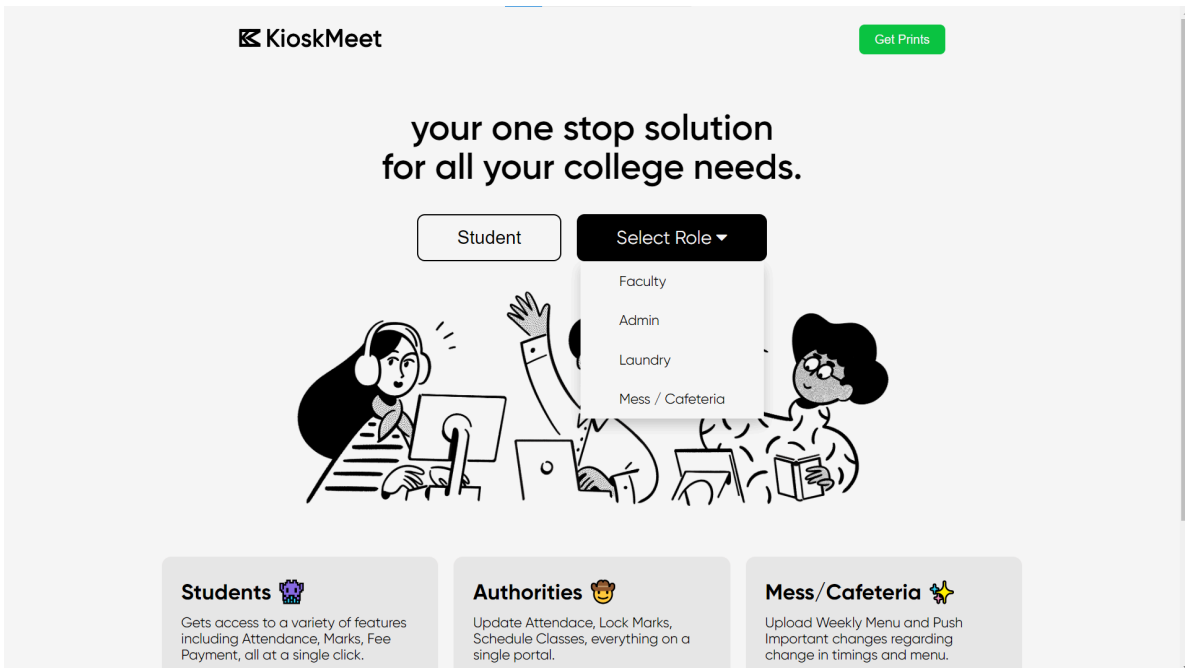 KioskMeet
Get Prints
your one stop solution
for all your college needs.
Student
Select Role
Faculty
Admin
Laundry
Mess / Cafeteria
Students
Gets access to a variety of features
including Attendance, Marks, Fee
Payment, all at a single click.
Authorities
Update Attendace, Lock Marks,
Schedule Classes, everything on a
single portal.
Mess/Cafeteria
Upload Weekly Menu and Push
Important changes regarding
change in timings and menu.